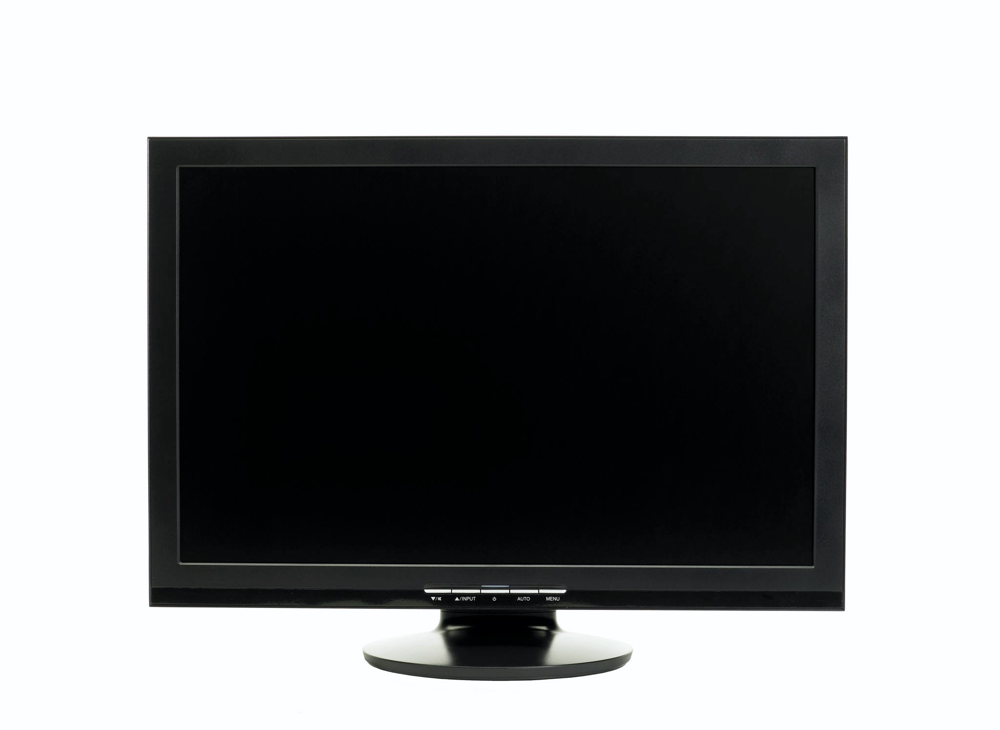 ▼/🔇 ▲/INPUT ⏻ AUTO MENU